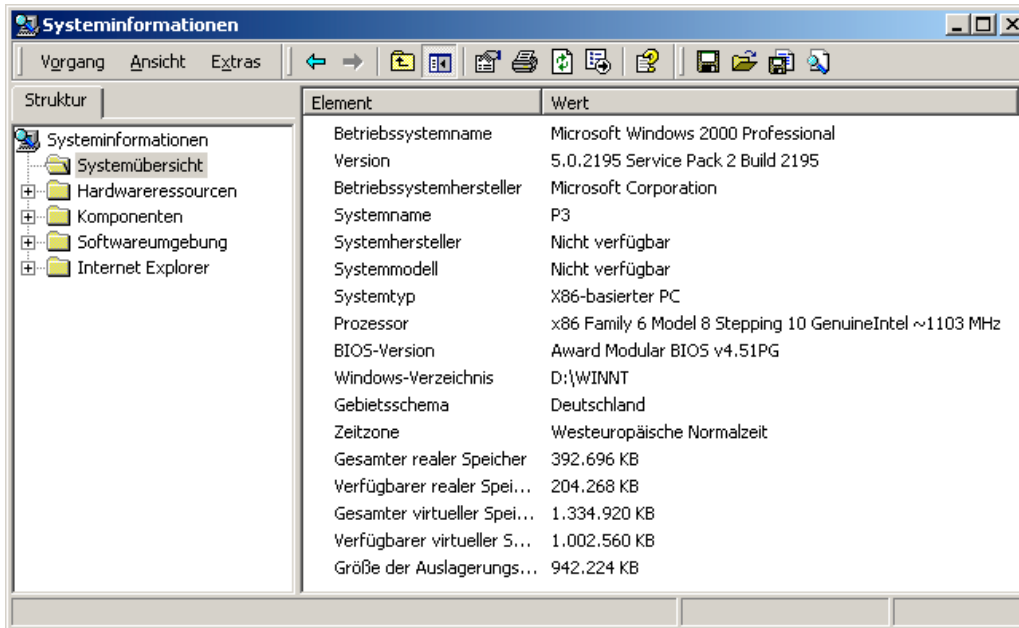 Systeminformationen
Vorgang Ansicht Extras
Struktur
Systeminformationen
Systemübersicht
Hardwareressourcen
Komponenten
Softwareumgebung
Internet Explorer
Element Wert
Betriebssystemname Microsoft Windows 2000 Professional
Version 5.0.2195 Service Pack 2 Build 2195
Betriebssystemhersteller Microsoft Corporation
Systemname P3
Systemhersteller Nicht verfügbar
Systemmodell Nicht verfügbar
Systemtyp X86-basierter PC
Prozessor x86 Family 6 Model 8 Stepping 10 GenuineIntel ~1103 MHz
BIOS-Version Award Modular BIOS v4.51PG
Windows-Verzeichnis D:\WINNT
Gebietsschema Deutschland
Zeitzone Westeuropäische Normalzeit
Gesamter realer Speicher 392.696 KB
Verfügbarer realer Spei... 204.268 KB
Gesamter virtueller Spei... 1.334.920 KB
Verfügbarer virtueller S... 1.002.560 KB
Größe der Auslagerungs... 942.224 KB